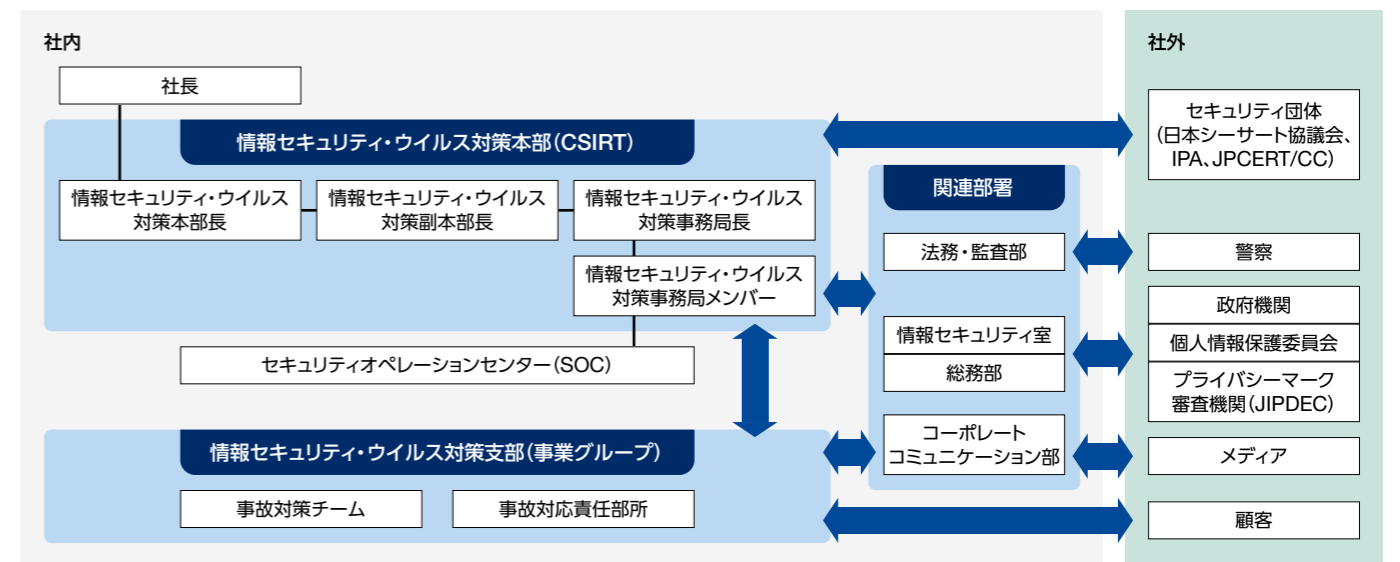 社内
社長
情報セキュリティ・ウイルス対策本部（CSIRT）
情報セキュリティ・ウイルス
対策本部長
情報セキュリティ・ウイルス
対策副本部長
情報セキュリティ・ウイルス
対策事務局長
情報セキュリティ・ウイルス
対策事務局メンバー
セキュリティオペレーションセンター（SOC）
情報セキュリティ・ウイルス対策支部（事業グループ）
事故対策チーム
事故対応責任部所
関連部署
法務・監査部
情報セキュリティ室
総務部
コーポレート
コミュニケーション部
社外
セキュリティ団体
（日本シーサート協議会、
IPA、JPCERT/CC）
警察
政府機関
個人情報保護委員会
プライバシーマーク
審査機関（JIPDEC）
メディア
顧客